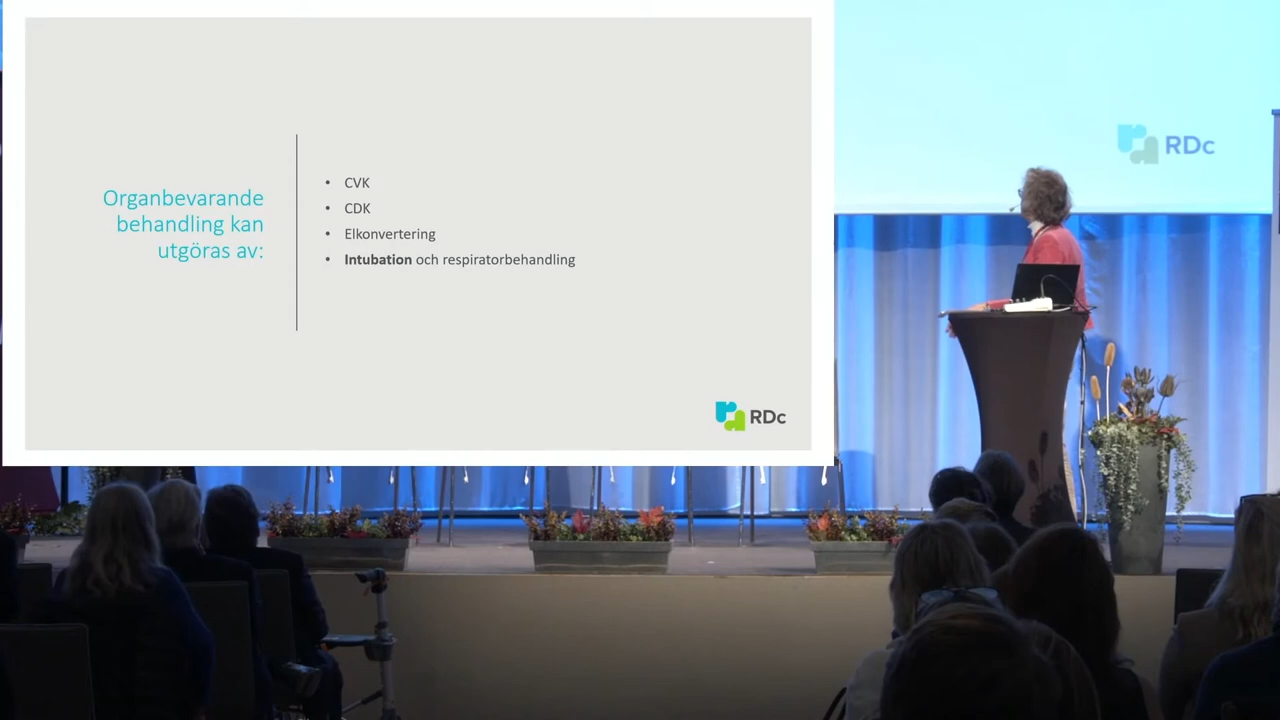 Organbevarande
behandling kan
utgöras av:
• CVK
• CDK
• Elkonvertering
• Intubation och respiratorbehandling
RDc
RDc